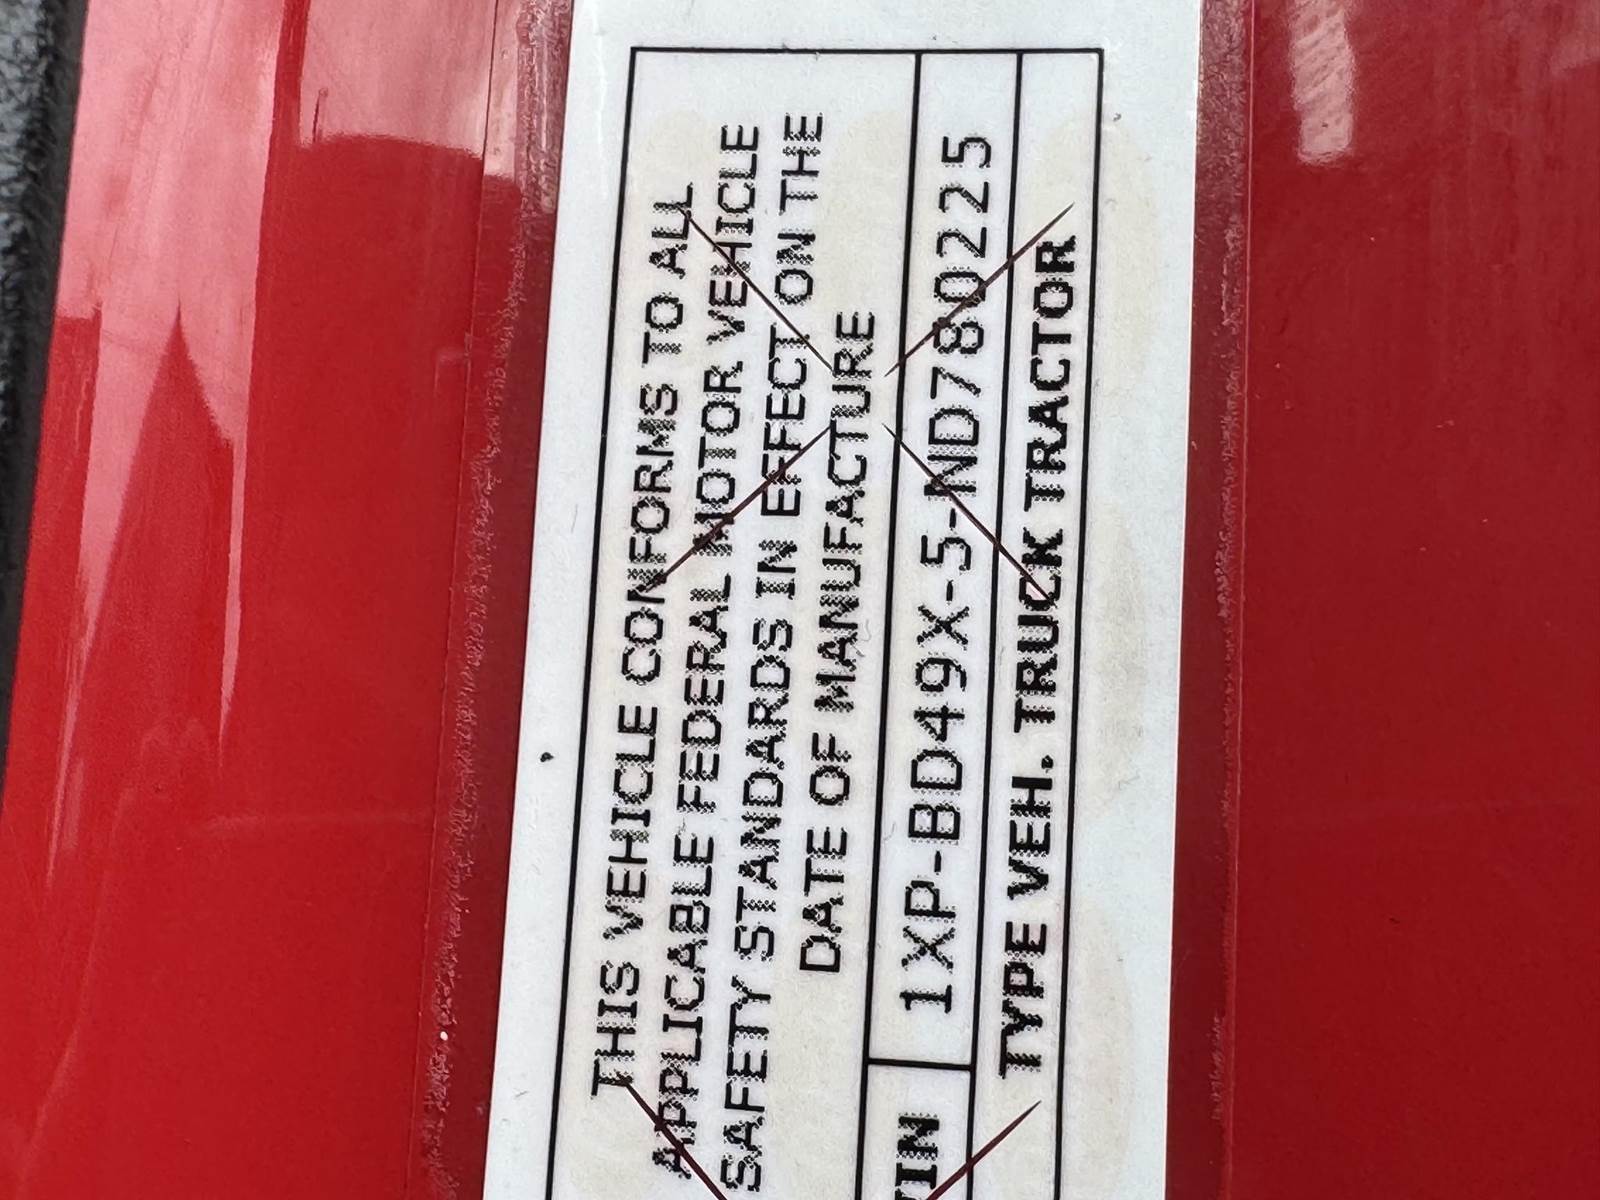 THIS VEHICLE CONFORMS TO ALL
APPLICABLE FEDERAL MOTOR VEHICLE
SAFETY STANDARDS IN EFFECT ON THE
DATE OF MANUFACTURE
VIN 1XP-BD49X-5-ND780225
TYPE VEH. TRUCK TRACTOR